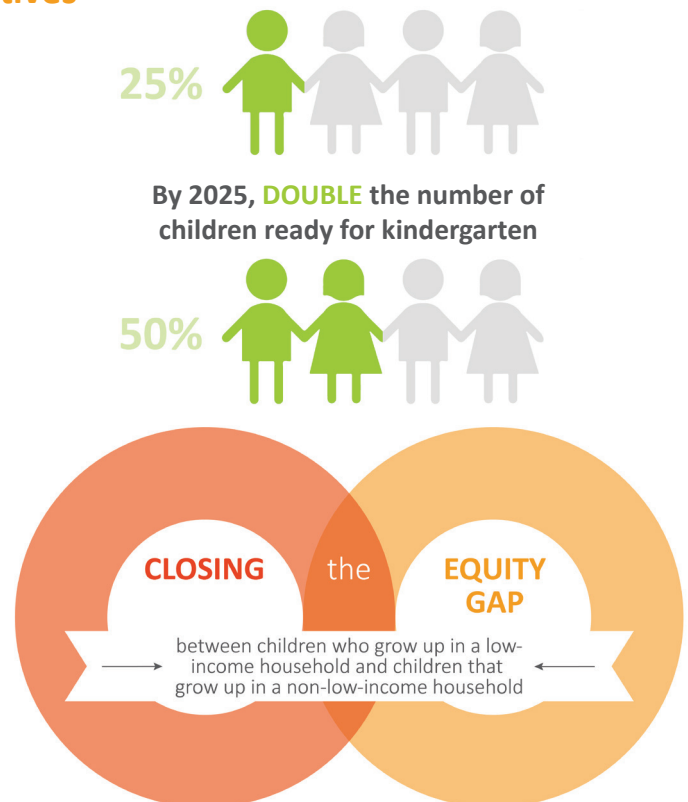 25%
By 2025, DOUBLE the number of
children ready for kindergarten
50%
CLOSING the EQUITY
GAP
between children who grow up in a low-
income household and children that
grow up in a non-low-income household